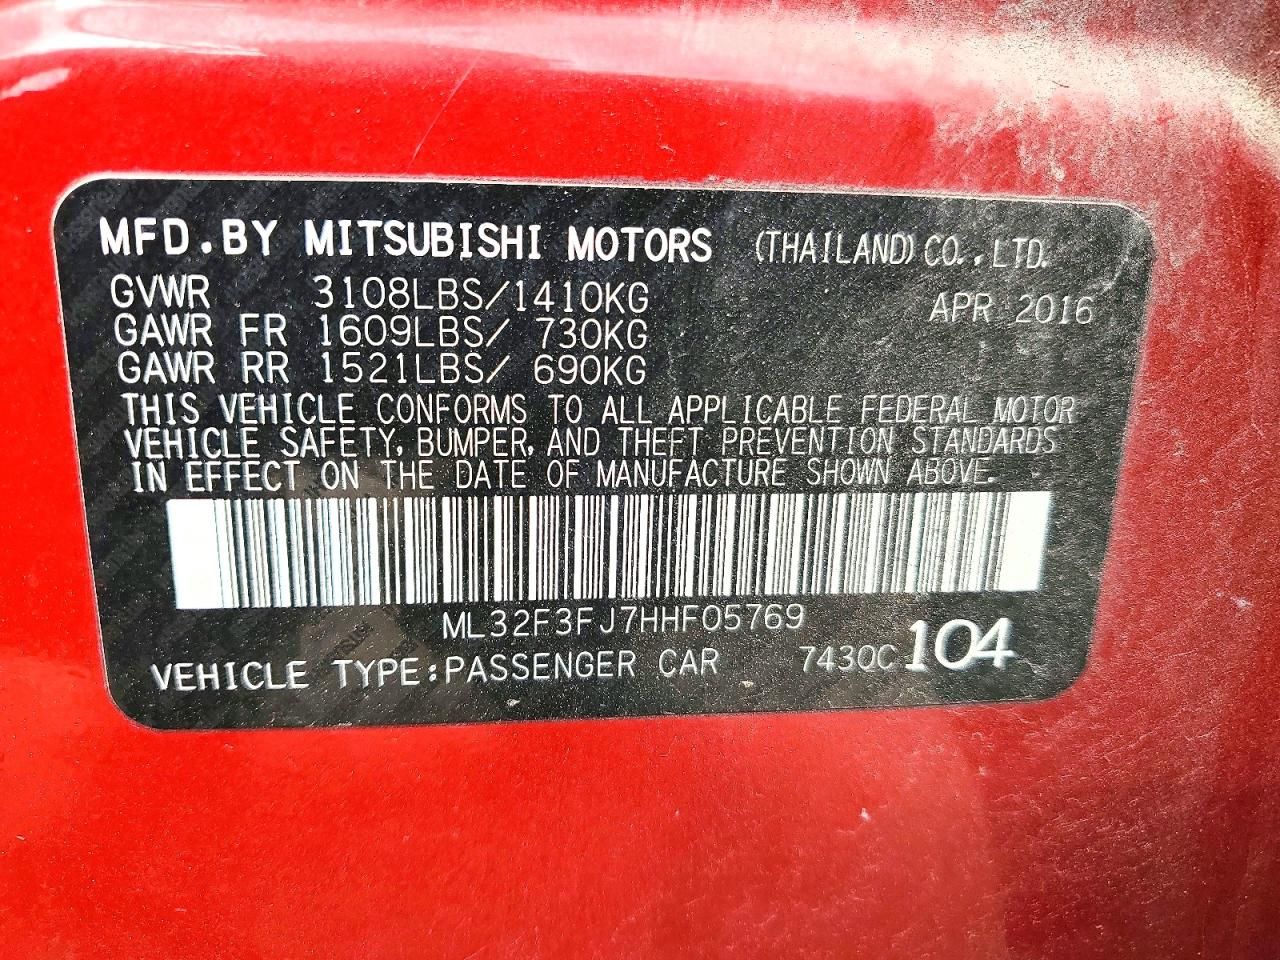 MFD.BY MITSUBISHI MOTORS (THAILAND) CO.,LTD.
GVWR 3108LBS/1410KG APR 2016
GAWR FR 1609LBS/ 730KG
GAWR RR 1521LBS/ 690KG
THIS VEHICLE CONFORMS TO ALL APPLICABLE FEDERAL MOTOR
VEHICLE SAFETY, BUMPER, AND THEFT PREVENTION STANDARDS
IN EFFECT ON THE DATE OF MANUFACTURE SHOWN ABOVE.
ML32F3FJ7HHF05769
VEHICLE TYPE:PASSENGER CAR 7430C 104